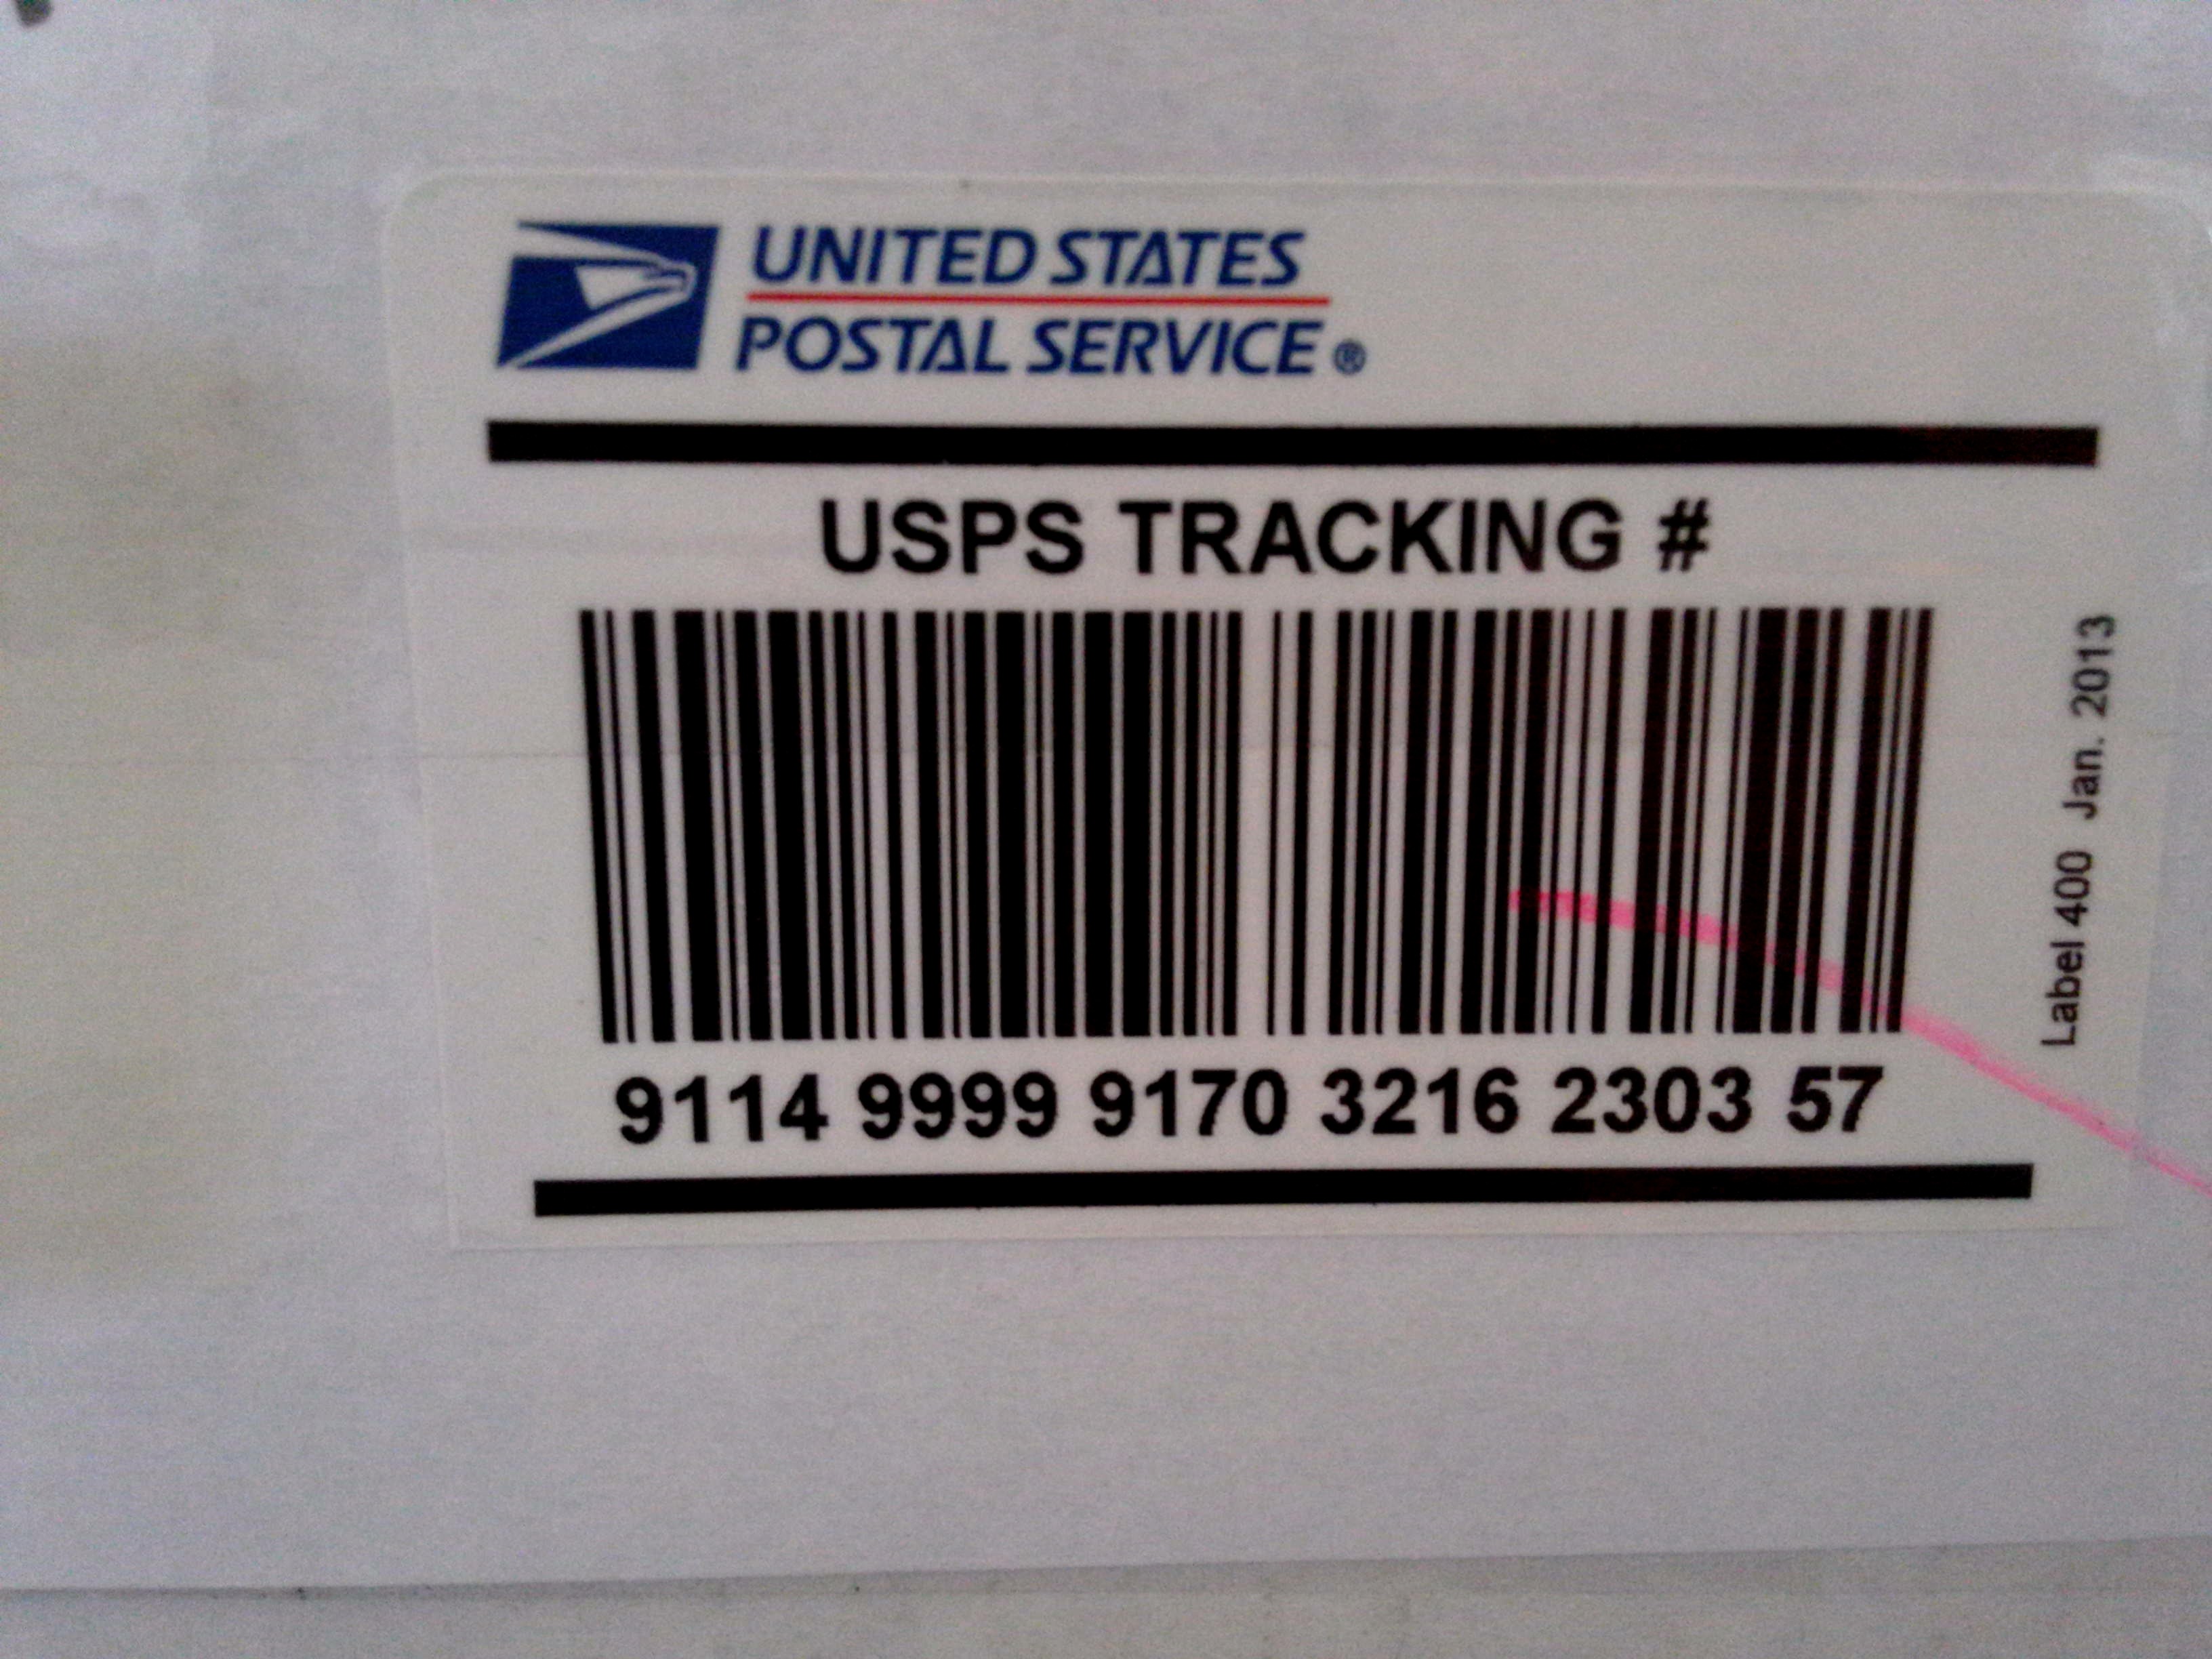 UNITED STATES
POSTAL SERVICE®
USPS TRACKING #
9114 9999 9170 3216 2303 57
Label 400 Jan. 2013